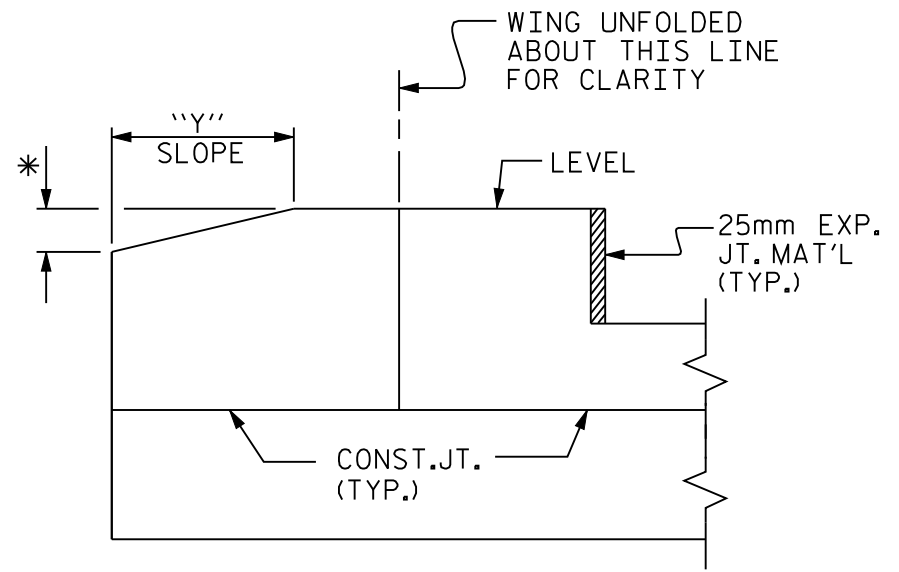 WING UNFOLDED
ABOUT THIS LINE
FOR CLARITY
"Y"
SLOPE
*
LEVEL
25mm EXP.
JT. MAT'L
(TYP.)
CONST.JT.
(TYP.)